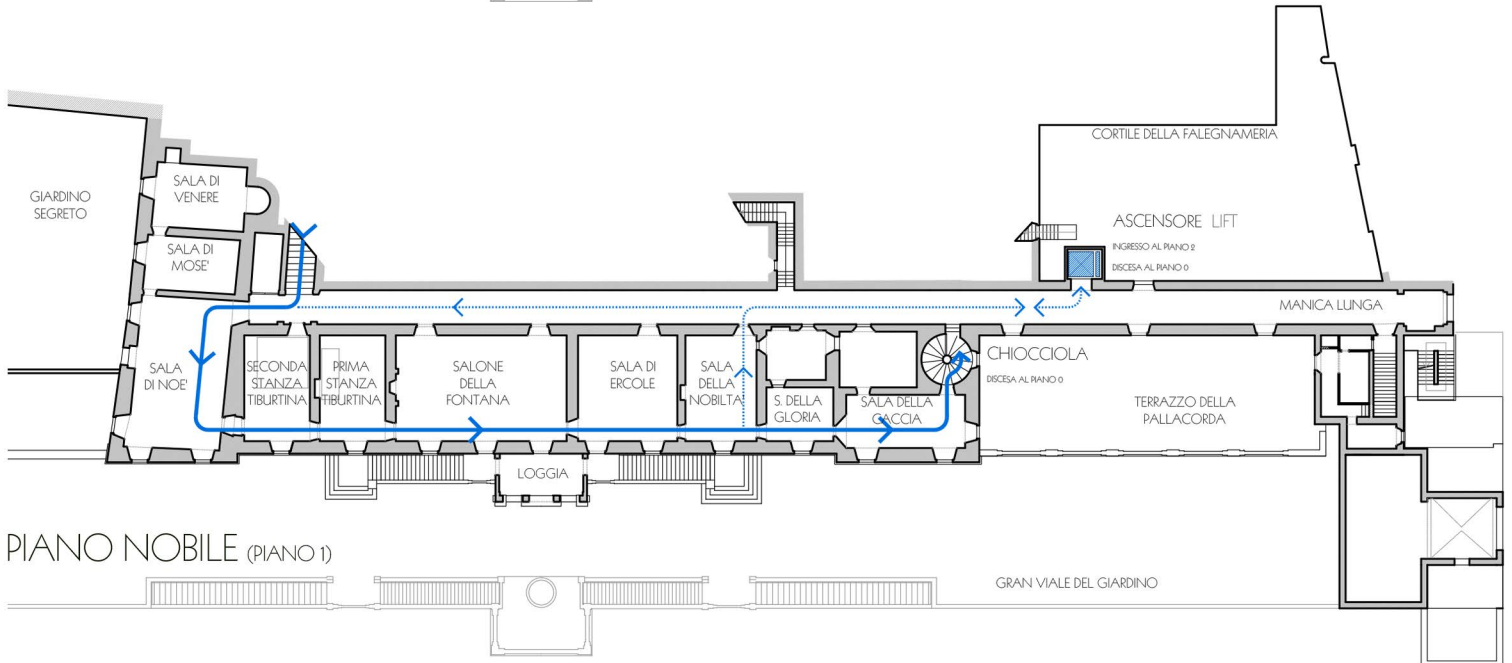 CORTILE DELLA FALEGNAMERIA
GIARDINO
SEGRETO
SALA DI
VENERE
SALA DI
MOSE'
ASCENSORE LIFT
INGRESSO AL PIANO 2
DISCESA AL PIANO 0
MANICA LUNGA
SALA
DI NOE'
SECONDA
STANZA
TIBURTINA
PRIMA
STANZA
TIBURTINA
SALONE
DELLA
FONTANA
SALA DI
ERCOLE
SALA
DELLA
NOBILTA
S. DELLA
GLORIA
SALA DELLA
CACCIA
CHIOCCIOLA
DISCESA AL PIANO 0
TERRAZZO DELLA
PALLACORDA
LOGGIA
PIANO NOBILE (PIANO 1)
GRAN VIALE DEL GIARDINO